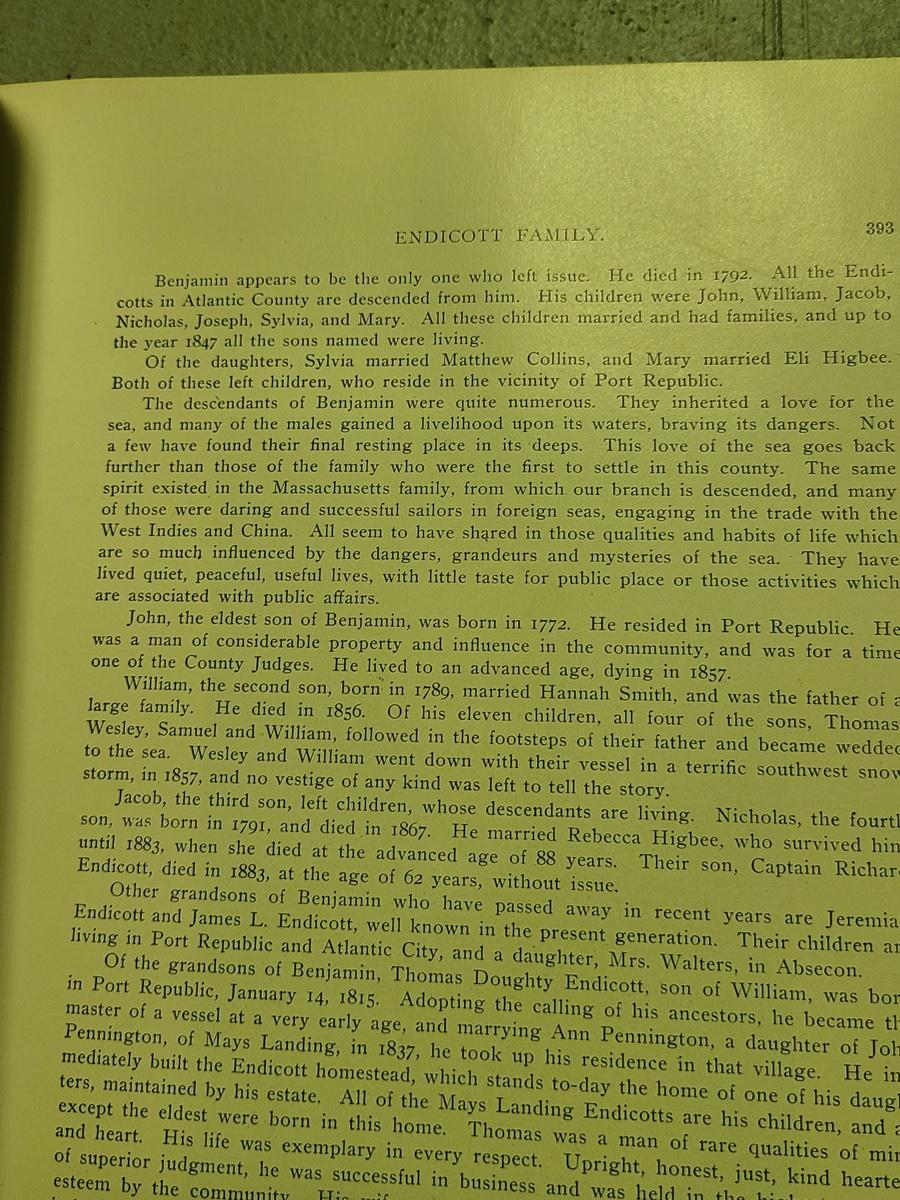 ENDICOTT FAMILY. 393
Benjamin appears to be the only one who left issue. He died in 1792. All the Endi-
cotts in Atlantic County are descended from him. His children were John, William, Jacob,
Nicholas, Joseph, Sylvia, and Mary. All these children married and had families, and up to
the year 1847 all the sons named were living.
Of the daughters, Sylvia married Matthew Collins, and Mary married Eli Higbee.
Both of these left children, who reside in the vicinity of Port Republic.
The descendants of Benjamin were quite numerous. They inherited a love for the
sea, and many of the males gained a livelihood upon its waters, braving its dangers. Not
a few have found their final resting place in its deeps. This love of the sea goes back
further than those of the family who were the first to settle in this county. The same
spirit existed in the Massachusetts family, from which our branch is descended, and many
of those were daring and successful sailors in foreign seas, engaging in the trade with the
West Indies and China. All seem to have shared in those qualities and habits of life which
are so much influenced by the dangers, grandeurs and mysteries of the sea. They have
lived quiet, peaceful, useful lives, with little taste for public place or those activities which
are associated with public affairs.
John, the eldest son of Benjamin, was born in 1772. He resided in Port Republic. He
was a man of considerable property and influence in the community, and was for a time
one of the County Judges. He lived to an advanced age, dying in 1857.
William, the second son, born in 1789, married Hannah Smith, and was the father of a
large family. He died in 1856. Of his eleven children, all four of the sons, Thomas
Wesley, Samuel and William, followed in the footsteps of their father and became wedded
to the sea. Wesley and William went down with their vessel in a terrific southwest snow
storm, in 1857, and no vestige of any kind was left to tell the story.
Jacob, the third son, left children, whose descendants are living. Nicholas, the fourth
son, was born in 1791, and died in 1867. He married Rebecca Higbee, who survived him
until 1883, when she died at the advanced age of 88 years. Their son, Captain Richar
Endicott, died in 1883, at the age of 62 years, without issue.
Other grandsons of Benjamin who have passed away in recent years are Jeremia
Endicott and James L. Endicott, well known in the present generation. Their children ar
living in Port Republic and Atlantic City, and a daughter, Mrs. Walters, in Absecon.
Of the grandsons of Benjamin, Thomas Doughty Endicott, son of William, was bor
in Port Republic, January 14, 1815. Adopting the calling of his ancestors, he became th
master of a vessel at a very early age, and marrying Ann Pennington, a daughter of Joh
Pennington, of Mays Landing, in 1837, he took up his residence in that village. He im
mediately built the Endicott homestead, which stands to-day the home of one of his daugh
ters, maintained by his estate. All of the Mays Landing Endicotts are his children, and a
except the eldest were born in this home. Thomas was a man of rare qualities of min
and heart. His life was exemplary in every respect. Upright, honest, just, kind hearte
of superior judgment, he was successful in business and was held in the
esteem by the community. His